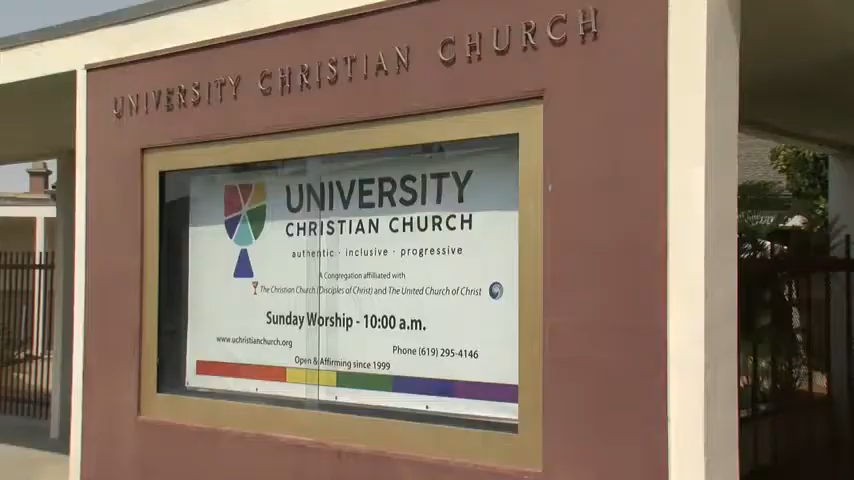 UNIVERSITY CHRISTIAN CHURCH
UNIVERSITY
CHRISTIAN CHURCH
authentic · inclusive · progressive
A Congregation affiliated with
The Christian Church (Disciples of Christ) and The United Church of Christ
Sunday Worship - 10:00 a.m.
www.uchristianchurch.org
Phone (619) 295-4146
Open & Affirming since 1999